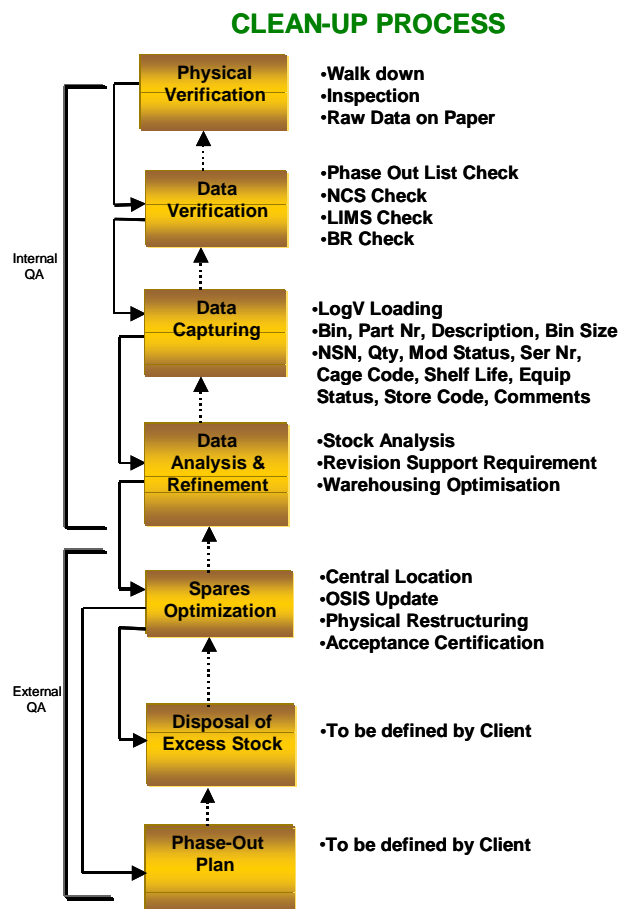 CLEAN-UP PROCESS
Physical
Verification
•Walk down
•Inspection
•Raw Data on Paper
Data
Verification
•Phase Out List Check
•NCS Check
•LIMS Check
•BR Check
Internal
QA
Data
Capturing
•LogV Loading
•Bin, Part Nr, Description, Bin Size
•NSN, Qty, Mod Status, Ser Nr,
Cage Code, Shelf Life, Equip
Status, Store Code, Comments
Data
Analysis &
Refinement
•Stock Analysis
•Revision Support Requirement
•Warehousing Optimisation
Spares
Optimization
•Central Location
•OSIS Update
•Physical Restructuring
•Acceptance Certification
External
QA
Disposal of
Excess Stock
•To be defined by Client
Phase-Out
Plan
•To be defined by Client